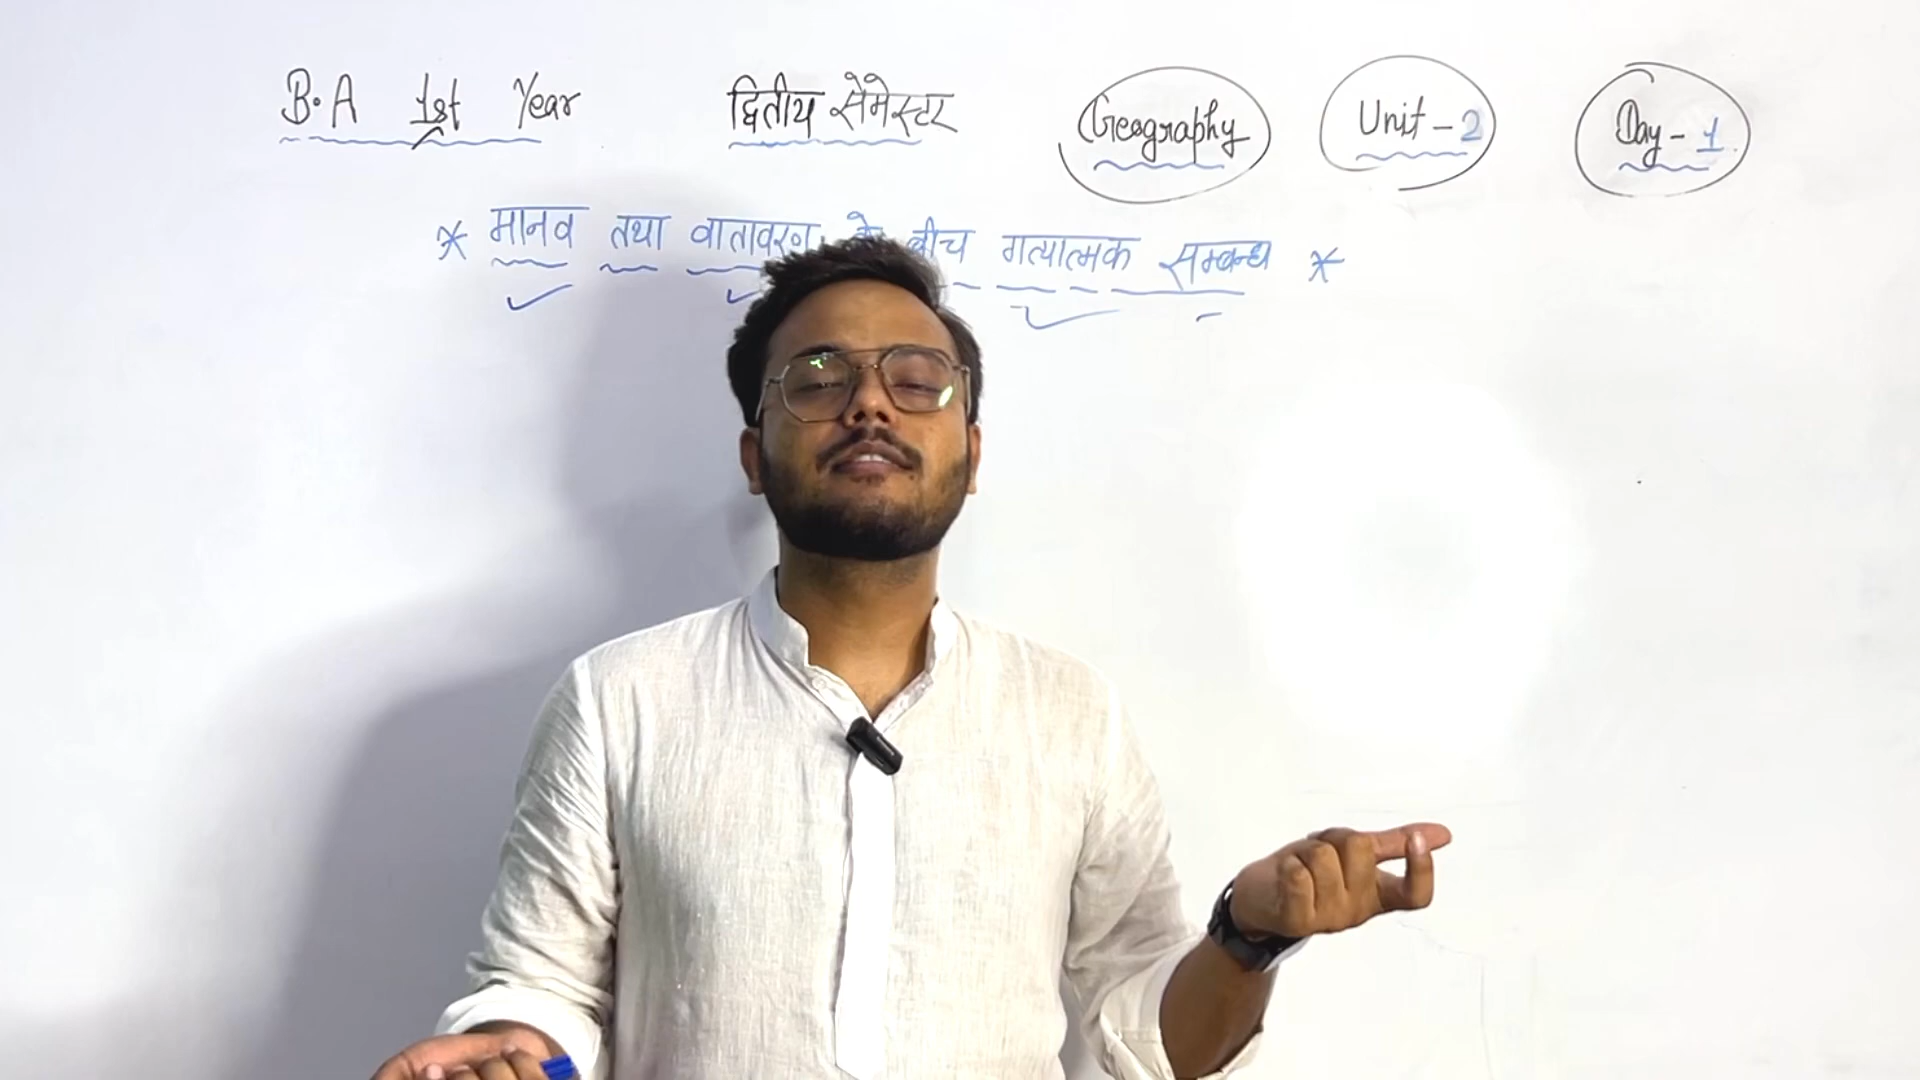 B.A 1st Year द्वितीय सेमेस्टर Geography Unit - 2 Day - 1
* मानव तथा वातावरण के बीच गत्यात्मक सम्बन्ध *